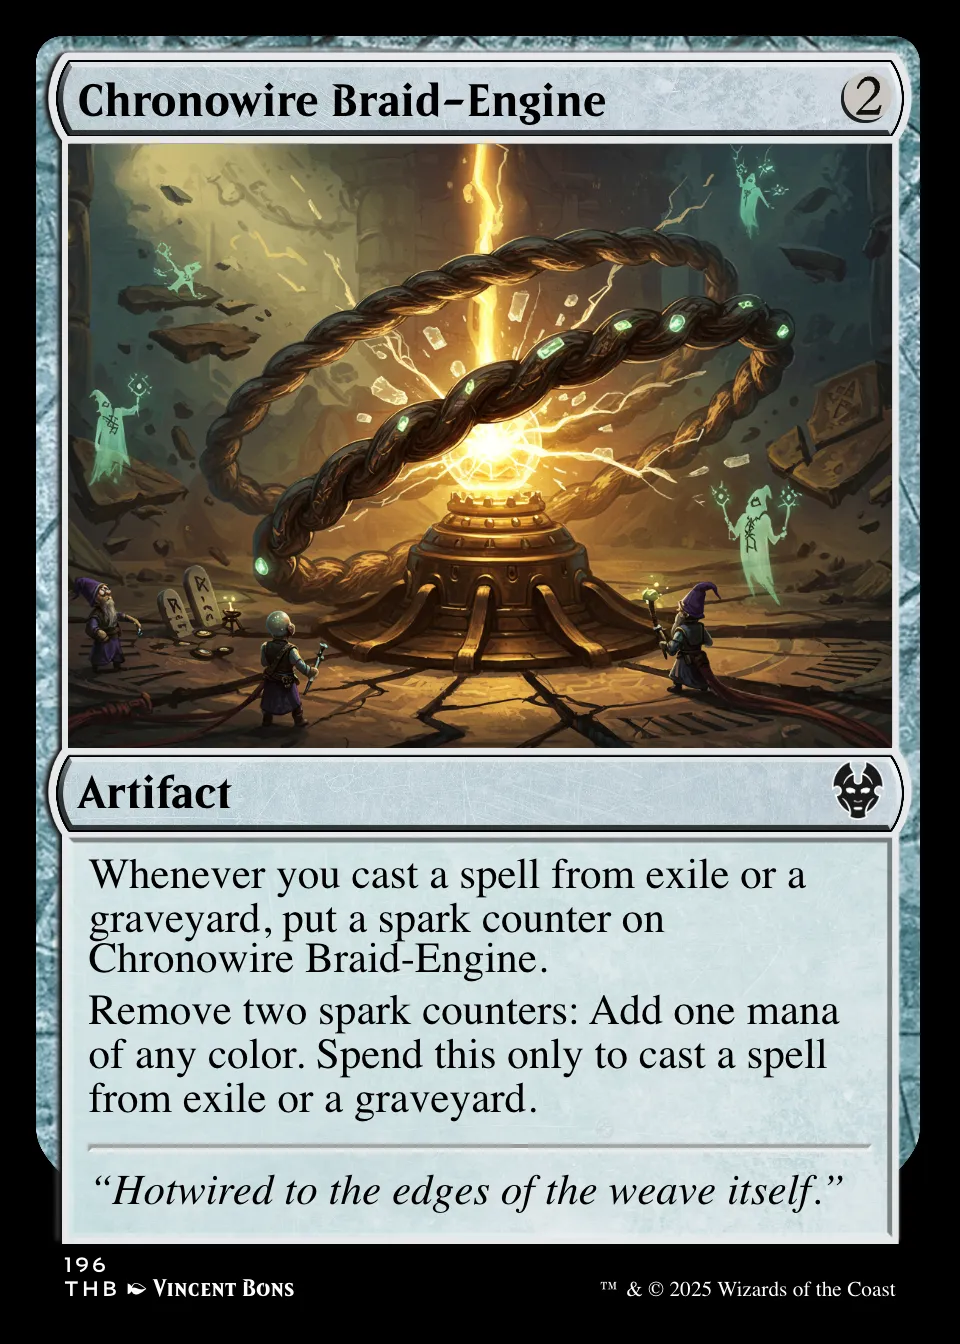 Chronowire Braid-Engine
2
Artifact
Whenever you cast a spell from exile or a
graveyard, put a spark counter on
Chronowire Braid-Engine.
Remove two spark counters: Add one mana
of any color. Spend this only to cast a spell
from exile or a graveyard.
“Hotwired to the edges of the weave itself.”
196
THB Vincent Bons
™ & © 2025 Wizards of the Coast